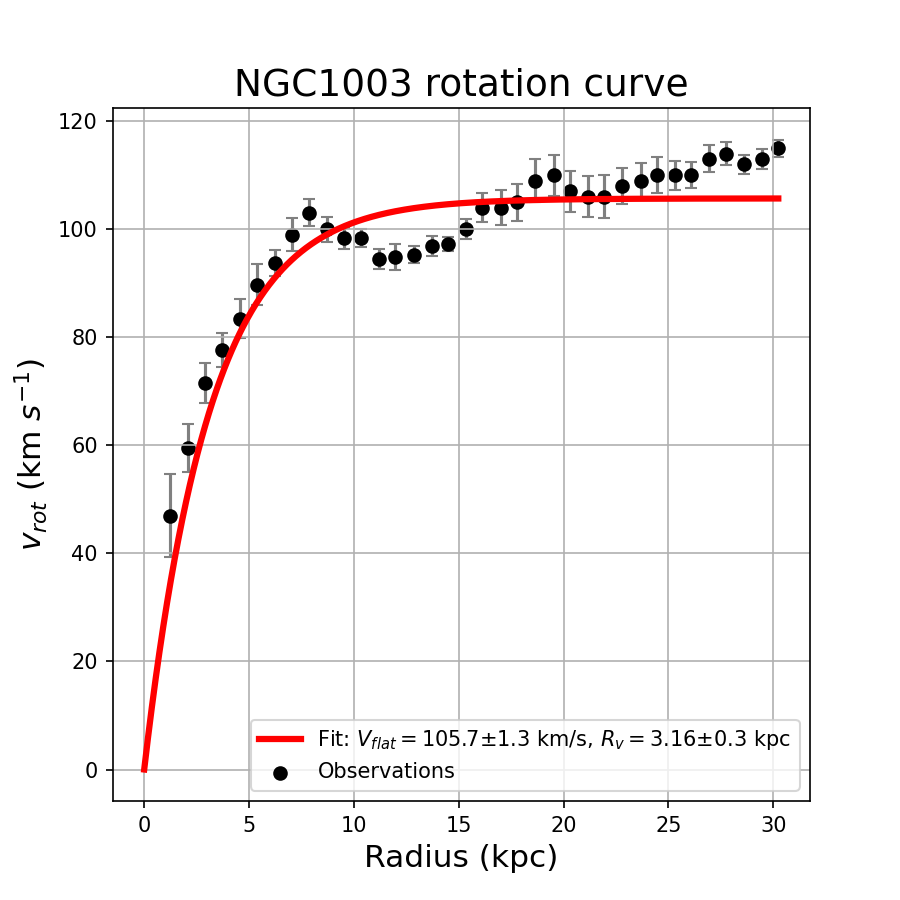 NGC1003 rotation curve
120
100
80
60
40
20
0
v_rot (km s⁻¹)
Fit: V_flat = 105.7±1.3 km/s, R_v = 3.16±0.3 kpc
Observations
0 5 10 15 20 25 30
Radius (kpc)